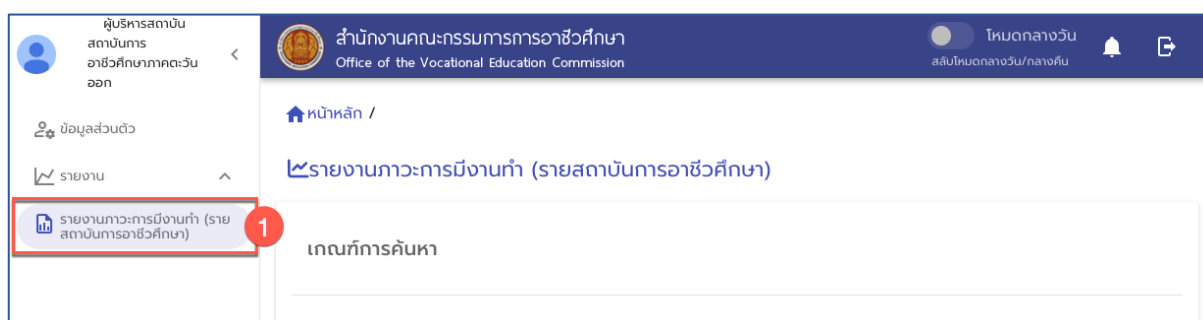 ผู้บริหารสถาบัน
สถาบันการ
อาชีวศึกษาภาคตะวัน
ออก
สำนักงานคณะกรรมการการอาชีวศึกษา
Office of the Vocational Education Commission
โหมดกลางวัน
สลับโหมดกลางวัน/กลางคืน
หน้าหลัก /
ข้อมูลส่วนตัว
รายงาน
รายงานภาวะการมีงานทำ (ราย
สถาบันการอาชีวศึกษา)
1
รายงานภาวะการมีงานทำ (รายสถาบันการอาชีวศึกษา)
เกณฑ์การค้นหา